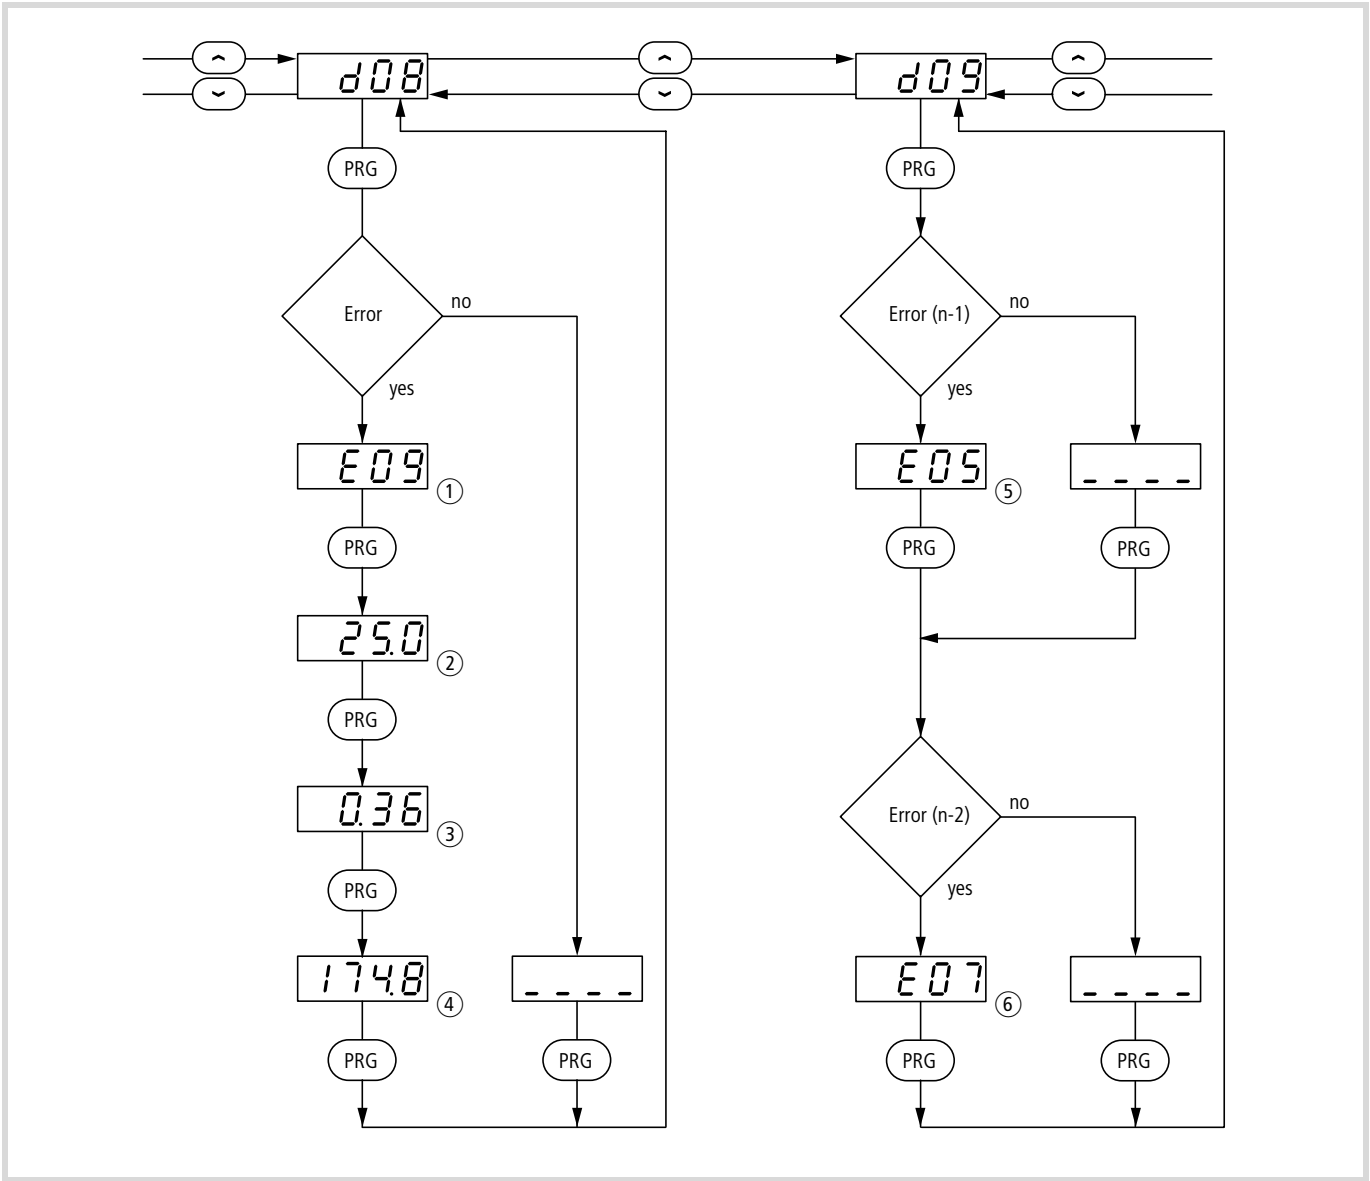 d08
PRG
Error
no
yes
E09
①
PRG
25.0
②
PRG
0.36
③
PRG
174.8
④
_ _ _ _
PRG
PRG
d09
PRG
Error (n-1)
no
yes
E05
⑤
_ _ _ _
PRG
PRG
Error (n-2)
no
yes
E07
⑥
_ _ _ _
PRG
PRG